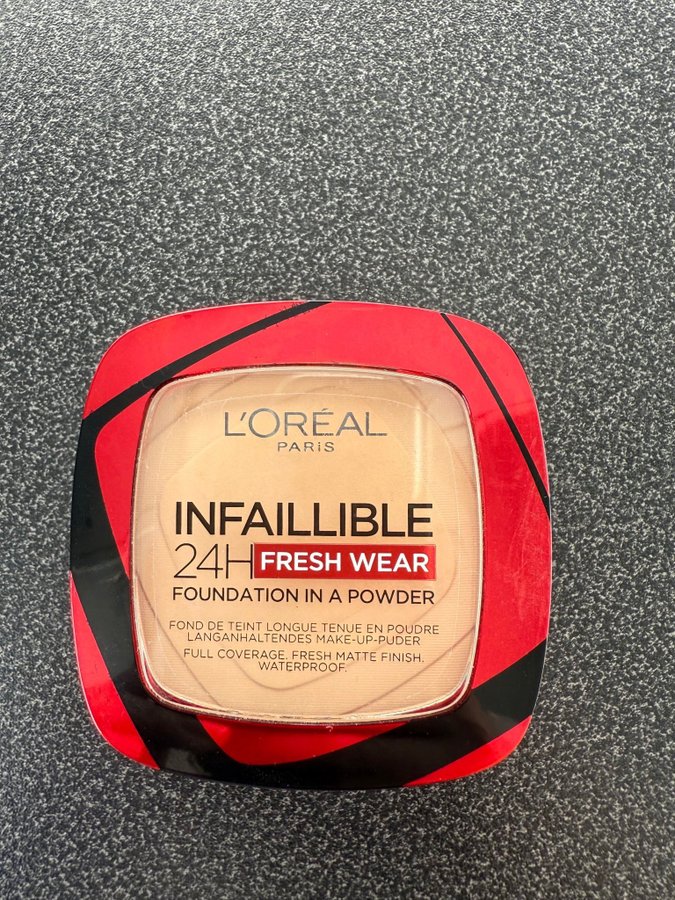 L'ORÉAL
PARIS
INFAILLIBLE
24H FRESH WEAR
FOUNDATION IN A POWDER
FOND DE TEINT LONGUE TENUE EN POUDRE
LANGANHALTENDES MAKE-UP-PUDER
FULL COVERAGE. FRESH MATTE FINISH.
WATERPROOF.